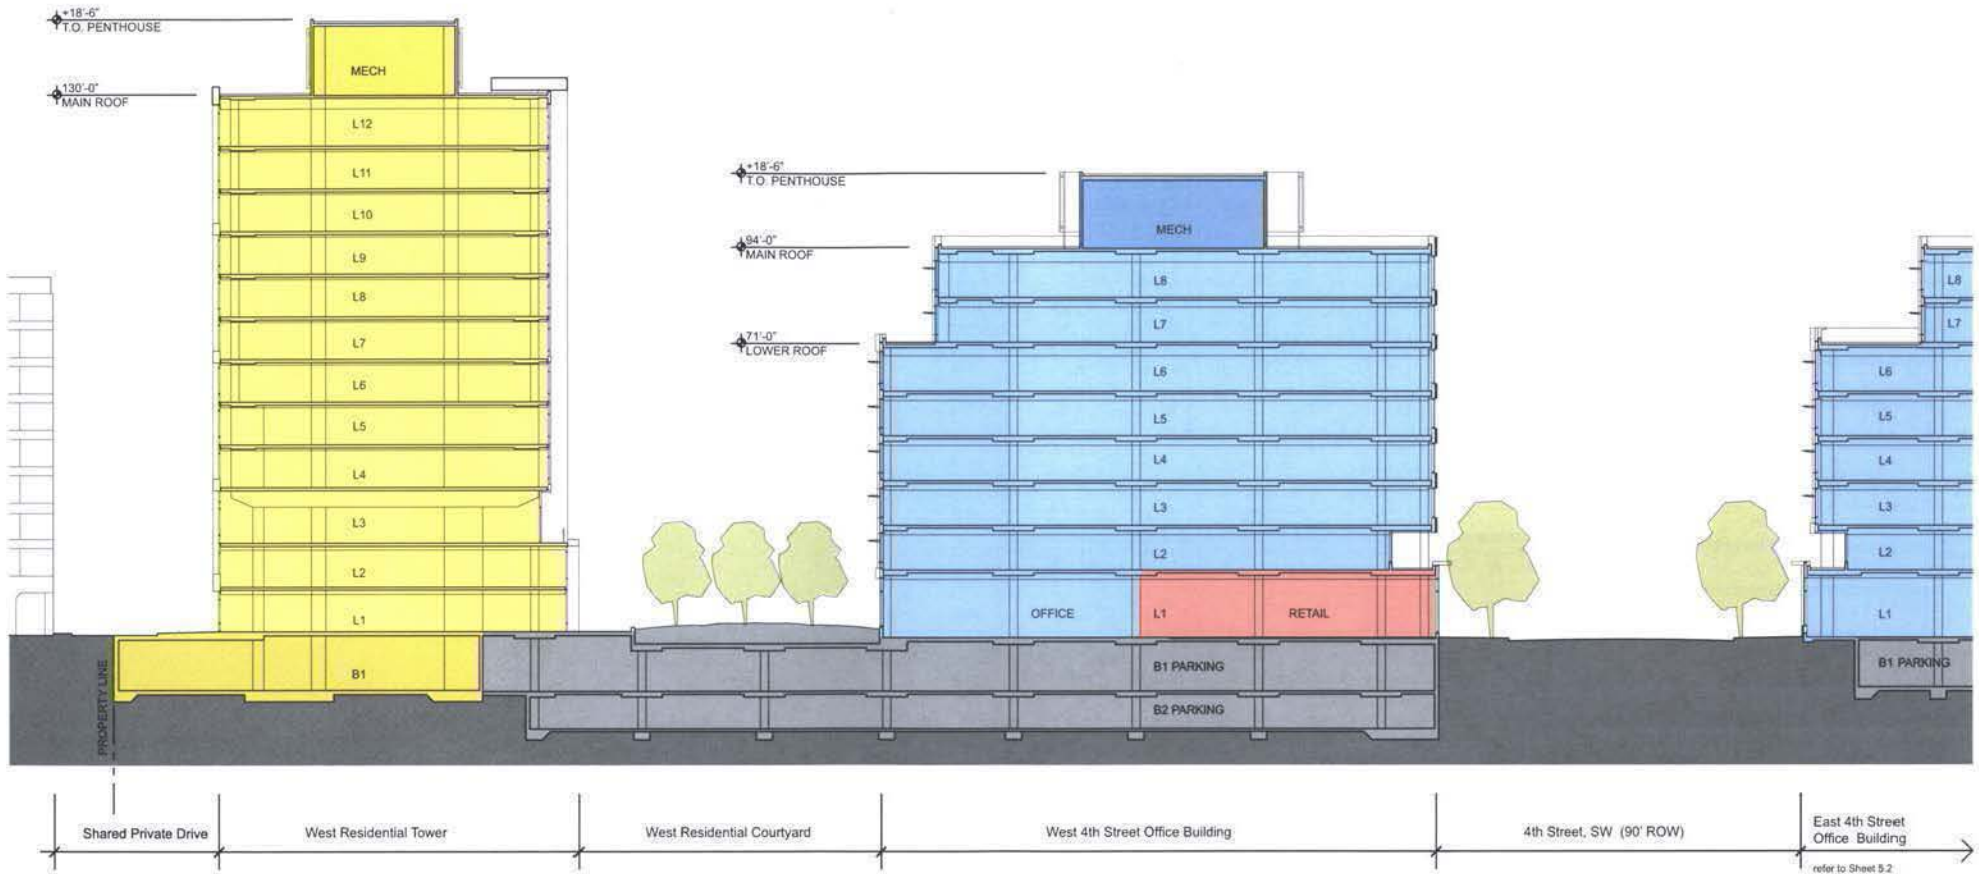 +18'-6"
T.O. PENTHOUSE
130'-0"
MAIN ROOF
MECH
L12
L11
L10
L9
L8
L7
L6
L5
L4
L3
L2
L1
B1
PROPERTY LINE
+18'-6"
T.O. PENTHOUSE
94'-0"
MAIN ROOF
71'-0"
LOWER ROOF
MECH
L8
L7
L6
L5
L4
L3
L2
OFFICE L1 RETAIL
B1 PARKING
B2 PARKING
L8
L7
L6
L5
L4
L3
L2
L1
B1 PARKING
Shared Private Drive
West Residential Tower
West Residential Courtyard
West 4th Street Office Building
4th Street, SW (90' ROW)
East 4th Street
Office Building
refer to Sheet 5.2